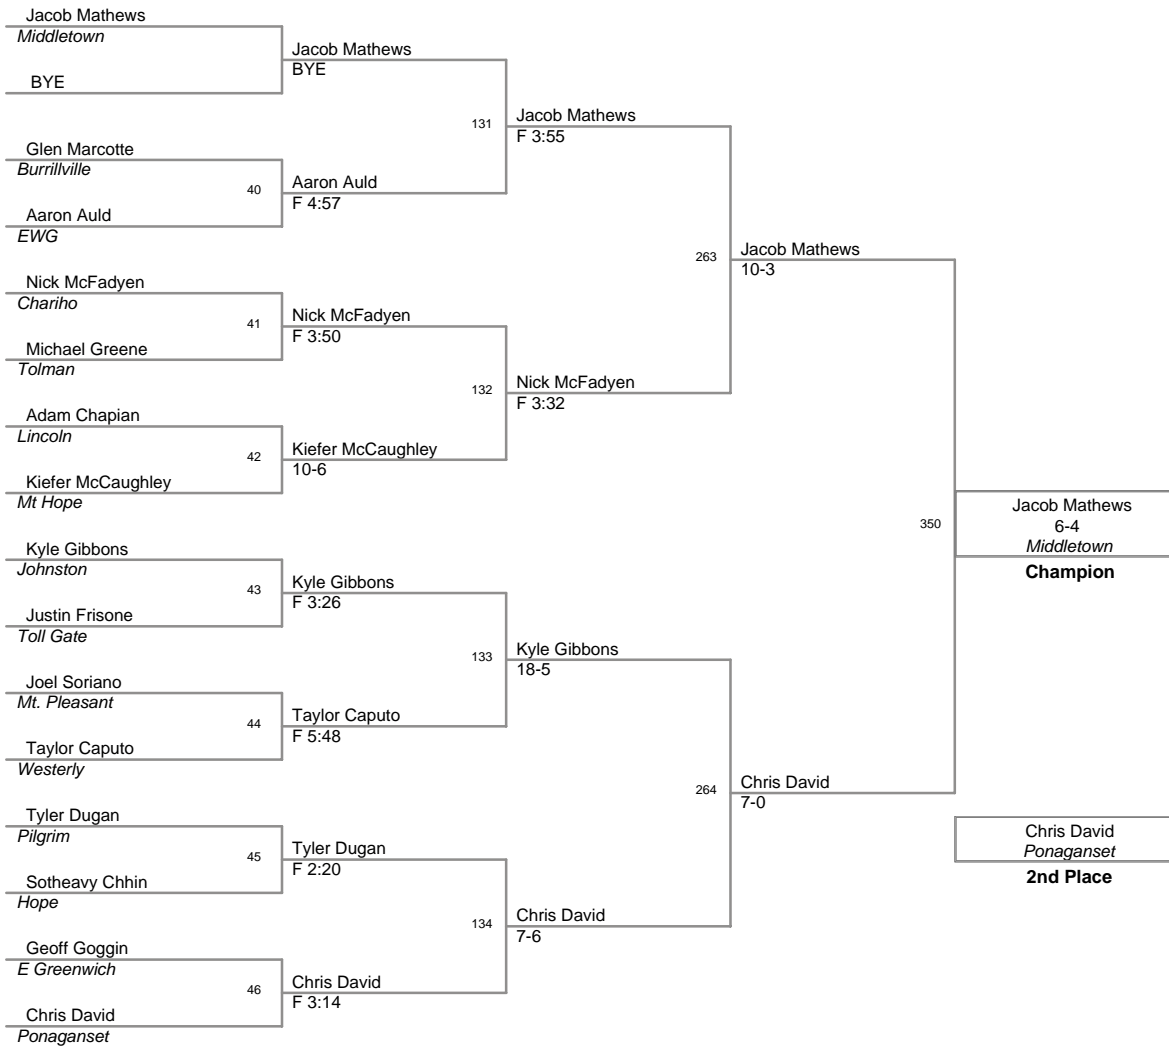 Jacob Mathews
Middletown
BYE
Glen Marcotte
Burrillville
Aaron Auld
EWG
Nick McFadyen
Chariho
Michael Greene
Tolman
Adam Chapian
Lincoln
Kiefer McCaughley
Mt Hope
Kyle Gibbons
Johnston
Justin Frisone
Toll Gate
Joel Soriano
Mt. Pleasant
Taylor Caputo
Westerly
Tyler Dugan
Pilgrim
Sotheavy Chhin
Hope
Geoff Goggin
E Greenwich
Chris David
Ponaganset
40
41
42
43
44
45
46
Jacob Mathews
BYE
Aaron Auld
F 4:57
Nick McFadyen
F 3:50
Kiefer McCaughley
10-6
Kyle Gibbons
F 3:26
Taylor Caputo
F 5:48
Tyler Dugan
F 2:20
Chris David
F 3:14
131
132
133
134
Jacob Mathews
F 3:55
Nick McFadyen
F 3:32
Kyle Gibbons
18-5
Chris David
7-6
263
264
Jacob Mathews
10-3
Chris David
7-0
350
Jacob Mathews
6-4
Middletown
Champion
Chris David
Ponaganset
2nd Place